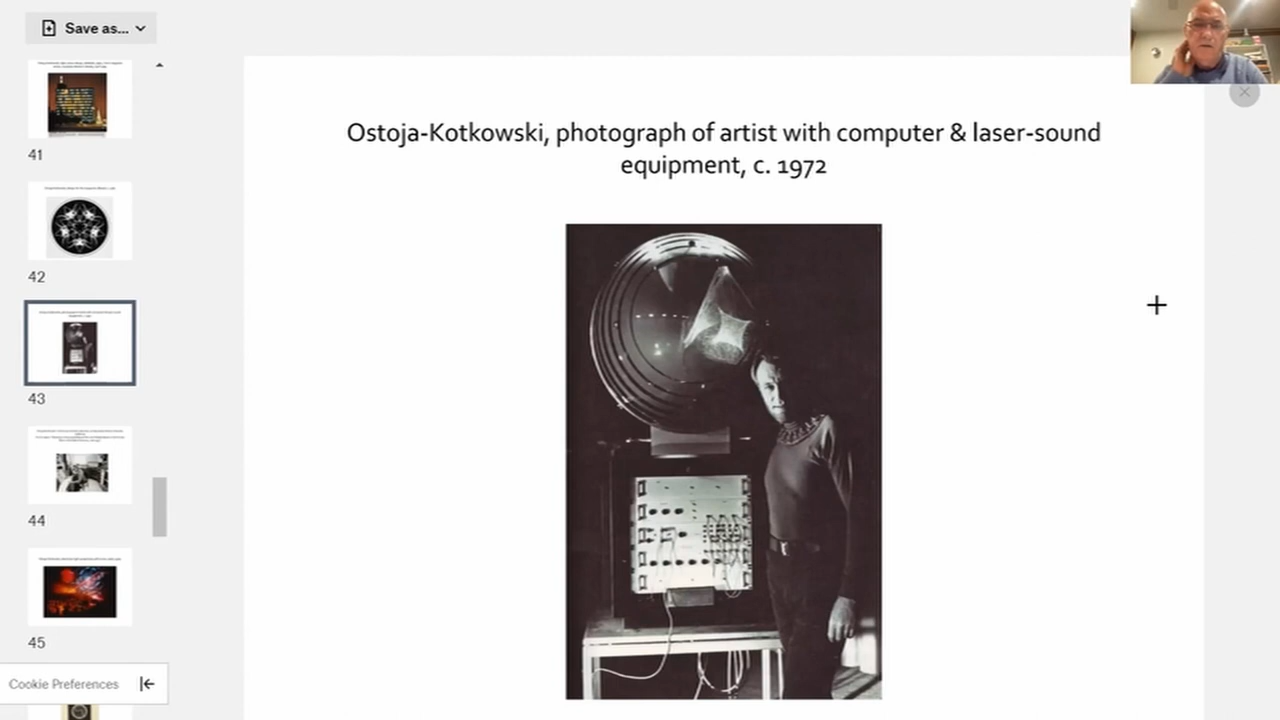 Save as...
41
42
43
44
45
Cookie Preferences
Ostoja-Kotkowski, photograph of artist with computer & laser-sound
equipment, c. 1972